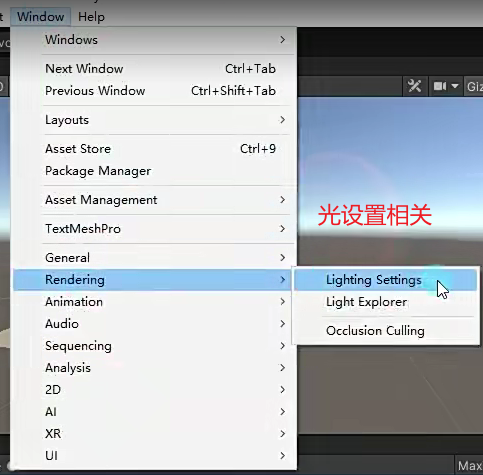 t Window Help
Windows
Next Window Ctrl+Tab
Previous Window Ctrl+Shift+Tab
Layouts
Asset Store Ctrl+9
Package Manager
Asset Management
TextMeshPro
General
Rendering
Animation
Audio
Sequencing
Analysis
2D
AI
XR
UI
Giz
光设置相关
Lighting Settings
Light Explorer
Occlusion Culling
Max